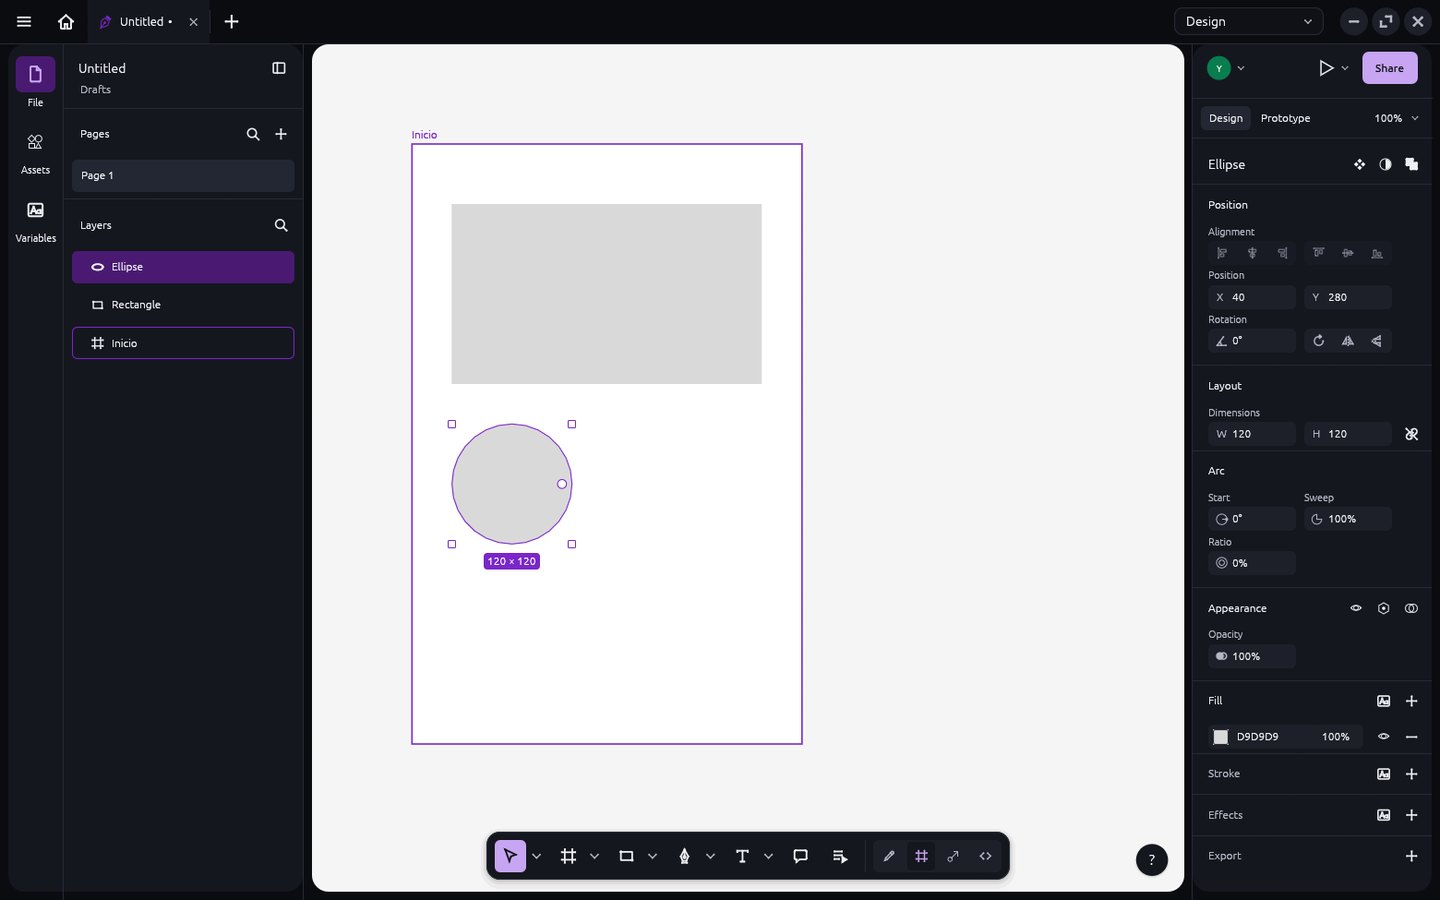 Untitled •
Design
Untitled
Drafts
File
Assets
Variables
Pages
Page 1
Layers
Ellipse
Rectangle
Inicio
Inicio
120 × 120
?
Y
Share
Design
Prototype
100%
Ellipse
Position
Alignment
Position
X 40
Y 280
Rotation
0°
Layout
Dimensions
W 120
H 120
Arc
Start
Sweep
0°
100%
Ratio
0%
Appearance
Opacity
100%
Fill
D9D9D9 100%
Stroke
Effects
Export